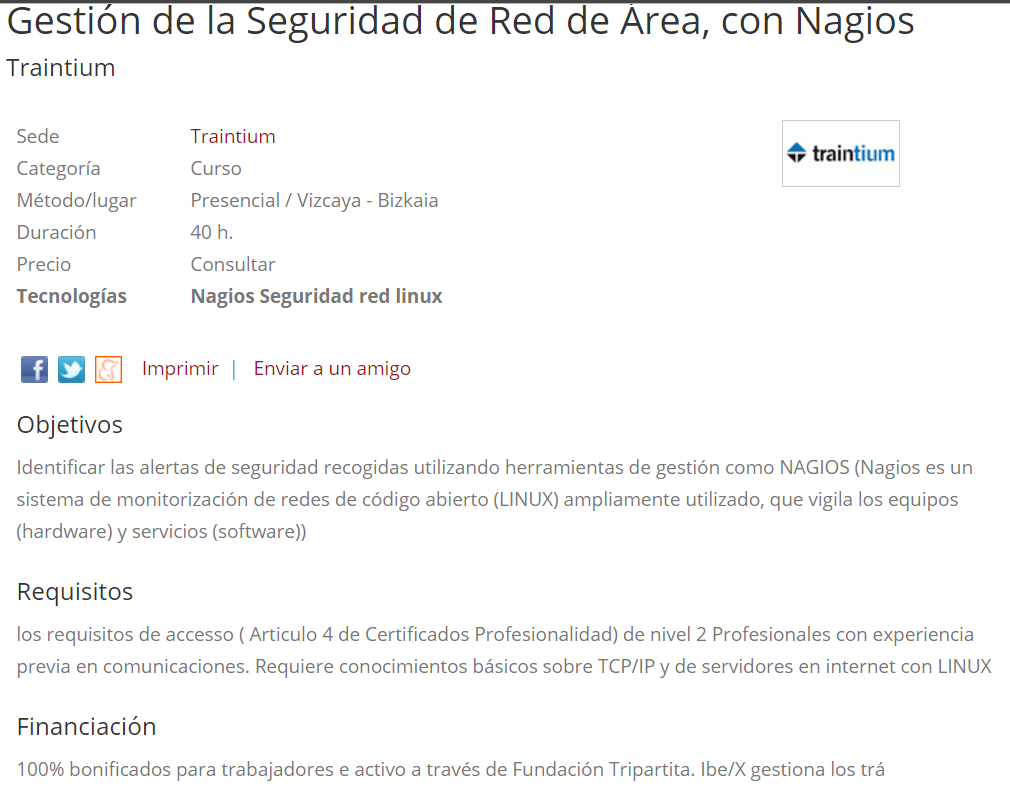 Gestión de la Seguridad de Red de Área, con Nagios
Traintium
Sede Traintium
traintium
Categoría Curso
Método/lugar Presencial / Vizcaya - Bizkaia
Duración 40 h.
Precio Consultar
Tecnologías Nagios Seguridad red linux
Imprimir | Enviar a un amigo
Objetivos
Identificar las alertas de seguridad recogidas utilizando herramientas de gestión como NAGIOS (Nagios es un
sistema de monitorización de redes de código abierto (LINUX) ampliamente utilizado, que vigila los equipos
(hardware) y servicios (software))
Requisitos
los requisitos de acceso ( Articulo 4 de Certificados Profesionalidad) de nivel 2 Profesionales con experiencia
previa en comunicaciones. Requiere conocimientos básicos sobre TCP/IP y de servidores en internet con LINUX
Financiación
100% bonificados para trabajadores e activo a través de Fundación Tripartita. Ibe/X gestiona los trá